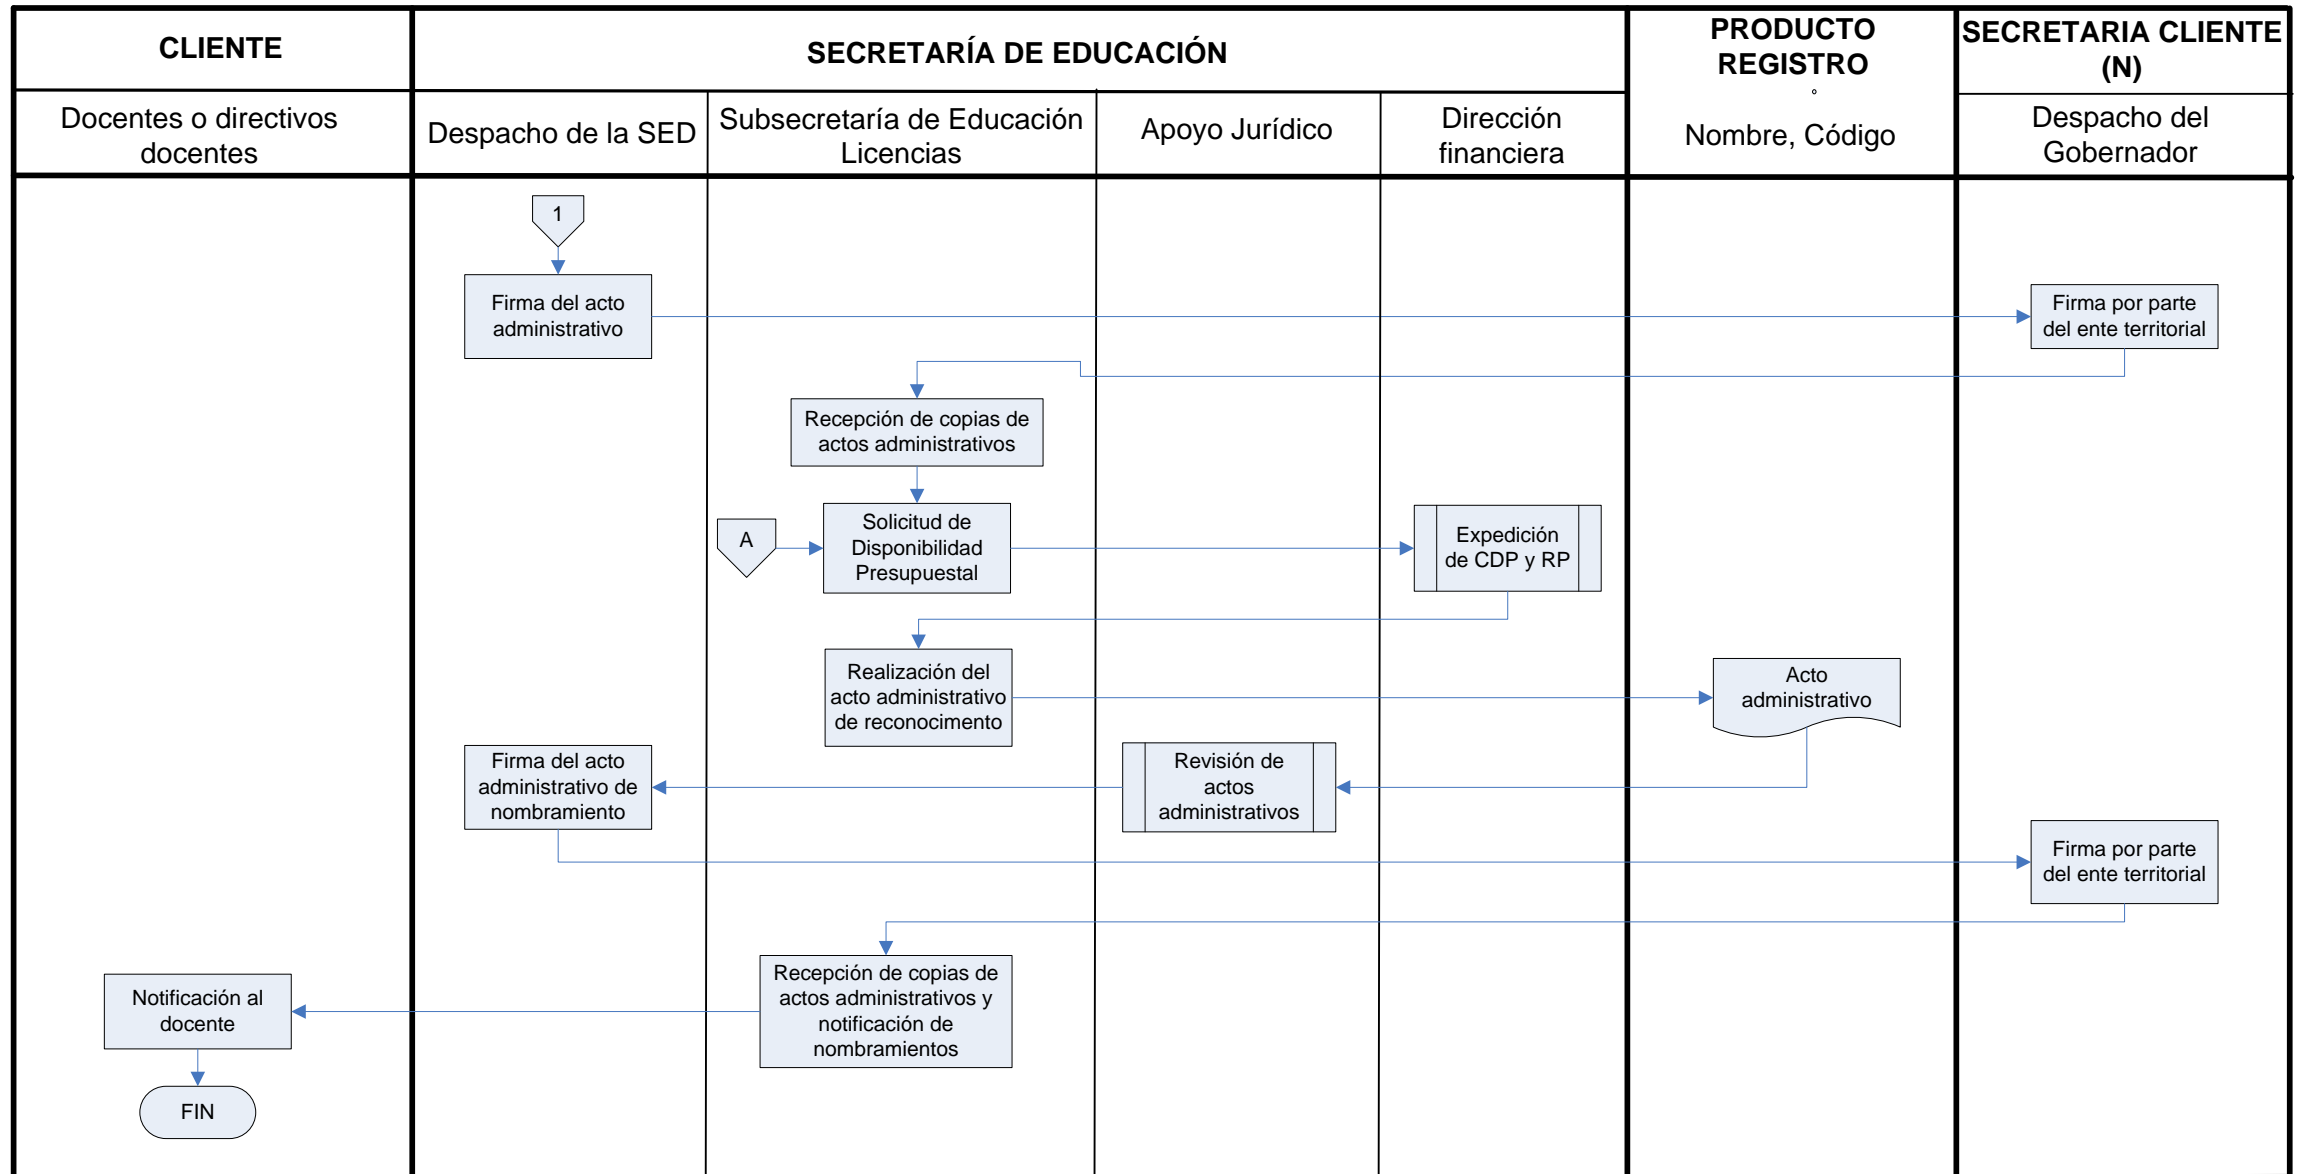 CLIENTE
SECRETARÍA DE EDUCACIÓN
PRODUCTO
REGISTRO
SECRETARIA CLIENTE
(N)
Docentes o directivos
docentes
Despacho de la SED
Subsecretaría de Educación
Licencias
Apoyo Jurídico
Dirección
financiera
Nombre, Código
Despacho del
Gobernador
1
Firma del acto
administrativo
Firma por parte
del ente territorial
Recepción de copias de
actos administrativos
A
Solicitud de
Disponibilidad
Presupuestal
Expedición
de CDP y RP
Realización del
acto administrativo
de reconocimento
Acto
administrativo
Firma del acto
administrativo de
nombramiento
Revisión de
actos
administrativos
Firma por parte
del ente territorial
Recepción de copias de
actos administrativos y
notificación de
nombramientos
Notificación al
docente
FIN